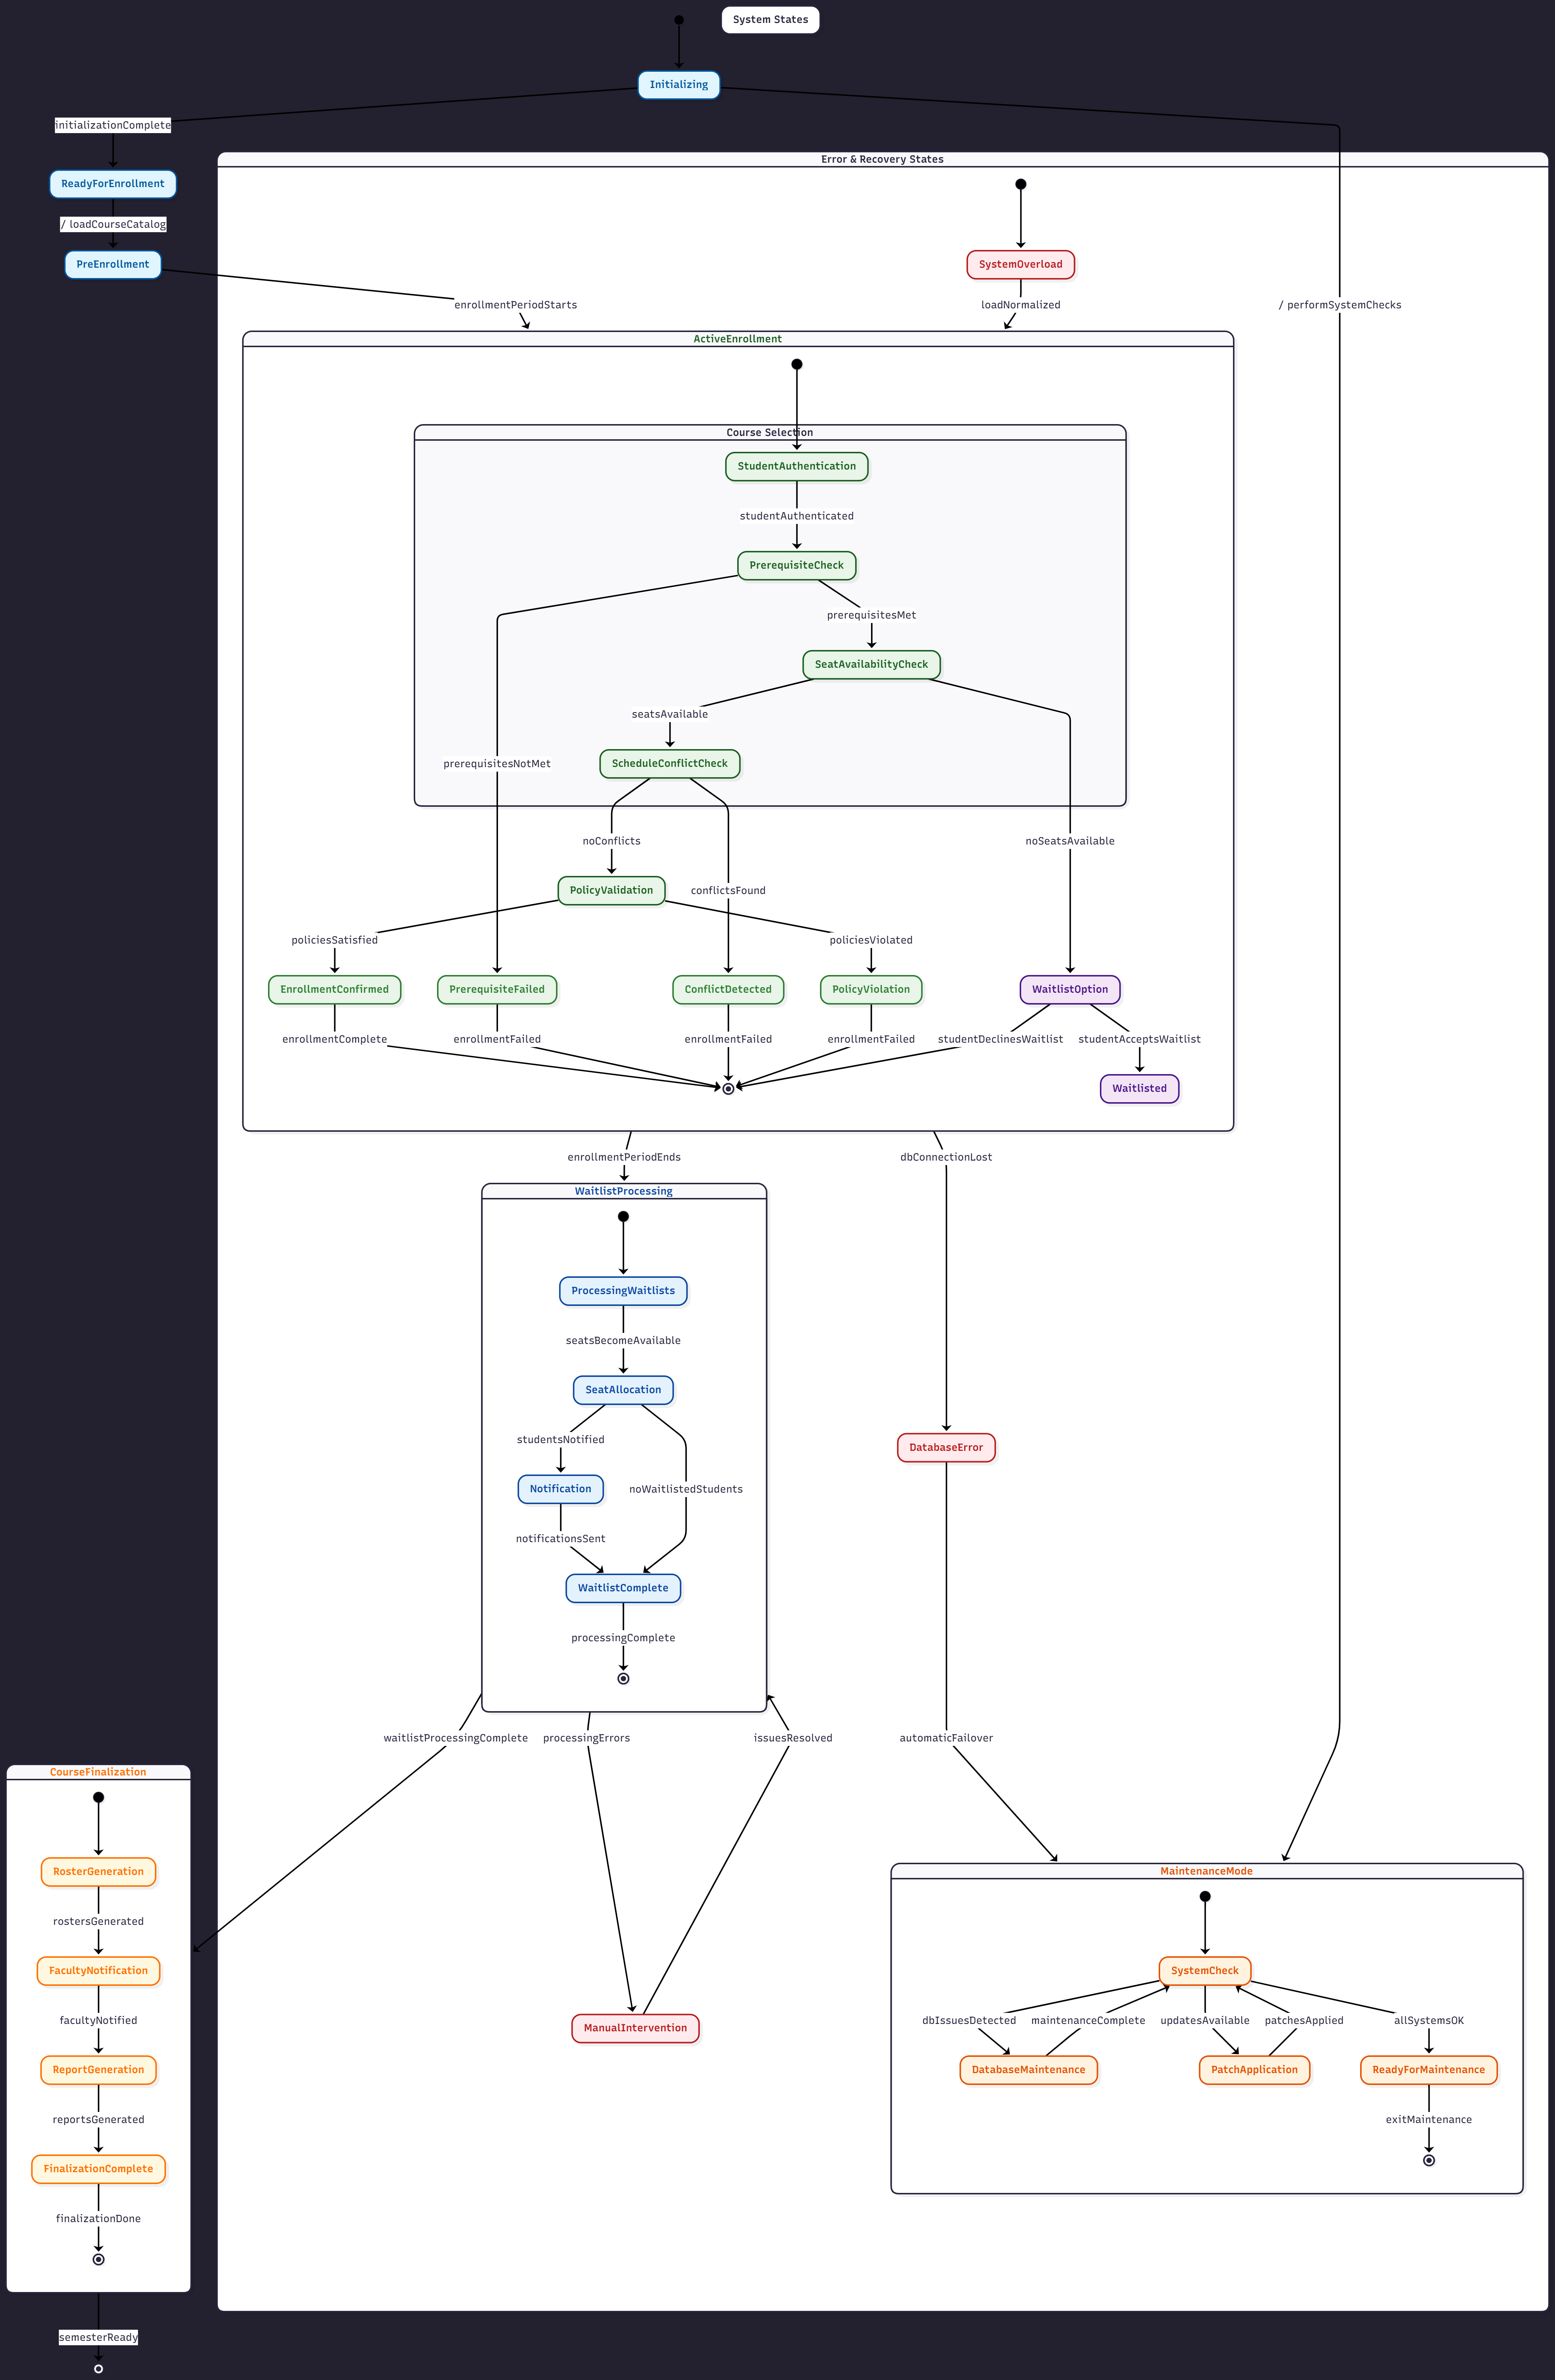 System States
Initializing
initializationComplete
ReadyForEnrollment
/ loadCourseCatalog
PreEnrollment
enrollmentPeriodStarts
Error & Recovery States
SystemOverload
loadNormalized
/ performSystemChecks
ActiveEnrollment
Course Selection
StudentAuthentication
studentAuthenticated
PrerequisiteCheck
prerequisitesMet
SeatAvailabilityCheck
seatsAvailable
prerequisitesNotMet
ScheduleConflictCheck
noConflicts
noSeatsAvailable
PolicyValidation
conflictsFound
policiesSatisfied
policiesViolated
EnrollmentConfirmed
PrerequisiteFailed
ConflictDetected
PolicyViolation
WaitlistOption
enrollmentComplete
enrollmentFailed
enrollmentFailed
enrollmentFailed
studentDeclinesWaitlist
studentAcceptsWaitlist
Waitlisted
enrollmentPeriodEnds
dbConnectionLost
WaitlistProcessing
ProcessingWaitlists
seatsBecomeAvailable
SeatAllocation
studentsNotified
Notification
noWaitlistedStudents
notificationsSent
WaitlistComplete
processingComplete
DatabaseError
waitlistProcessingComplete
processingErrors
issuesResolved
automaticFailover
CourseFinalization
RosterGeneration
rostersGenerated
FacultyNotification
facultyNotified
ReportGeneration
reportsGenerated
FinalizationComplete
finalizationDone
semesterReady
ManualIntervention
MaintenanceMode
SystemCheck
dbIssuesDetected
maintenanceComplete
updatesAvailable
patchesApplied
allSystemsOK
DatabaseMaintenance
PatchApplication
ReadyForMaintenance
exitMaintenance